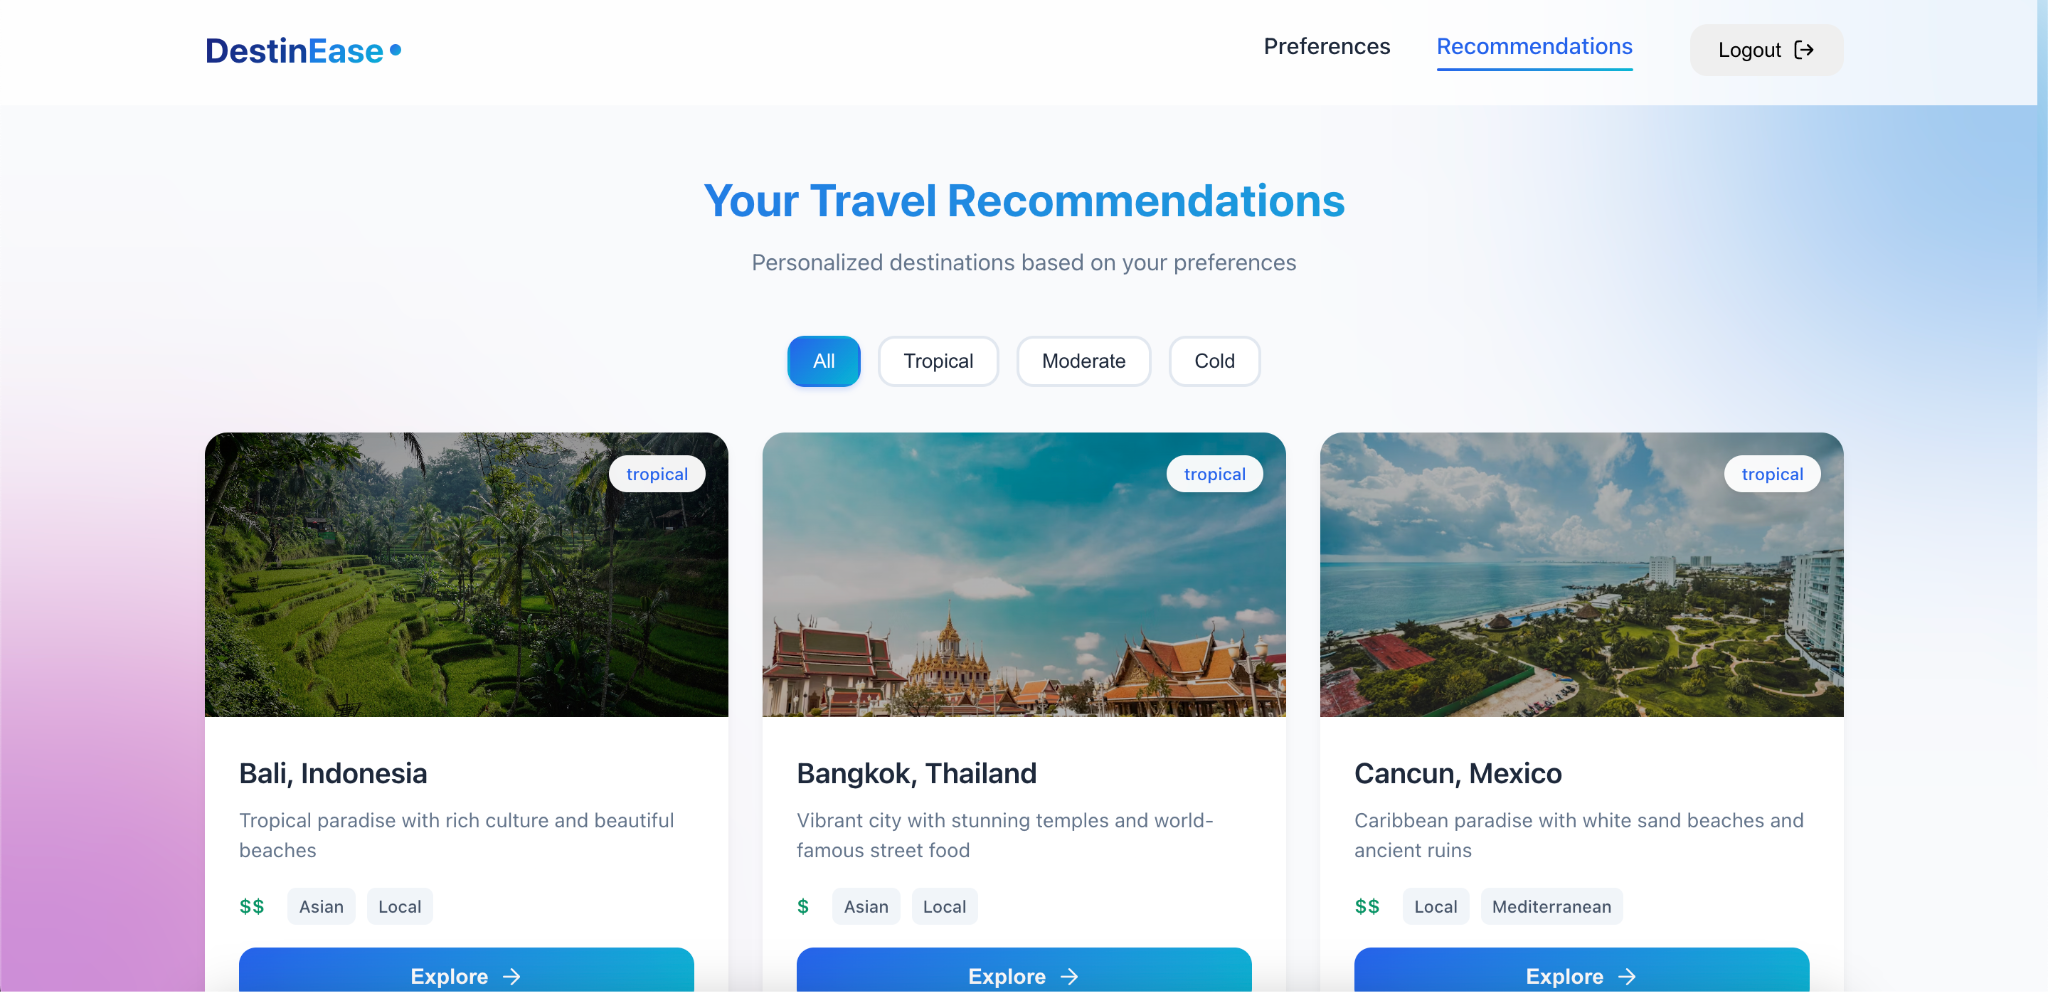 DestinEase
Preferences
Recommendations
Logout
Your Travel Recommendations
Personalized destinations based on your preferences
All
Tropical
Moderate
Cold
tropical
Bali, Indonesia
Tropical paradise with rich culture and beautiful
beaches
$$
Asian
Local
Explore
tropical
Bangkok, Thailand
Vibrant city with stunning temples and world-
famous street food
$
Asian
Local
Explore
tropical
Cancun, Mexico
Caribbean paradise with white sand beaches and
ancient ruins
$$
Local
Mediterranean
Explore